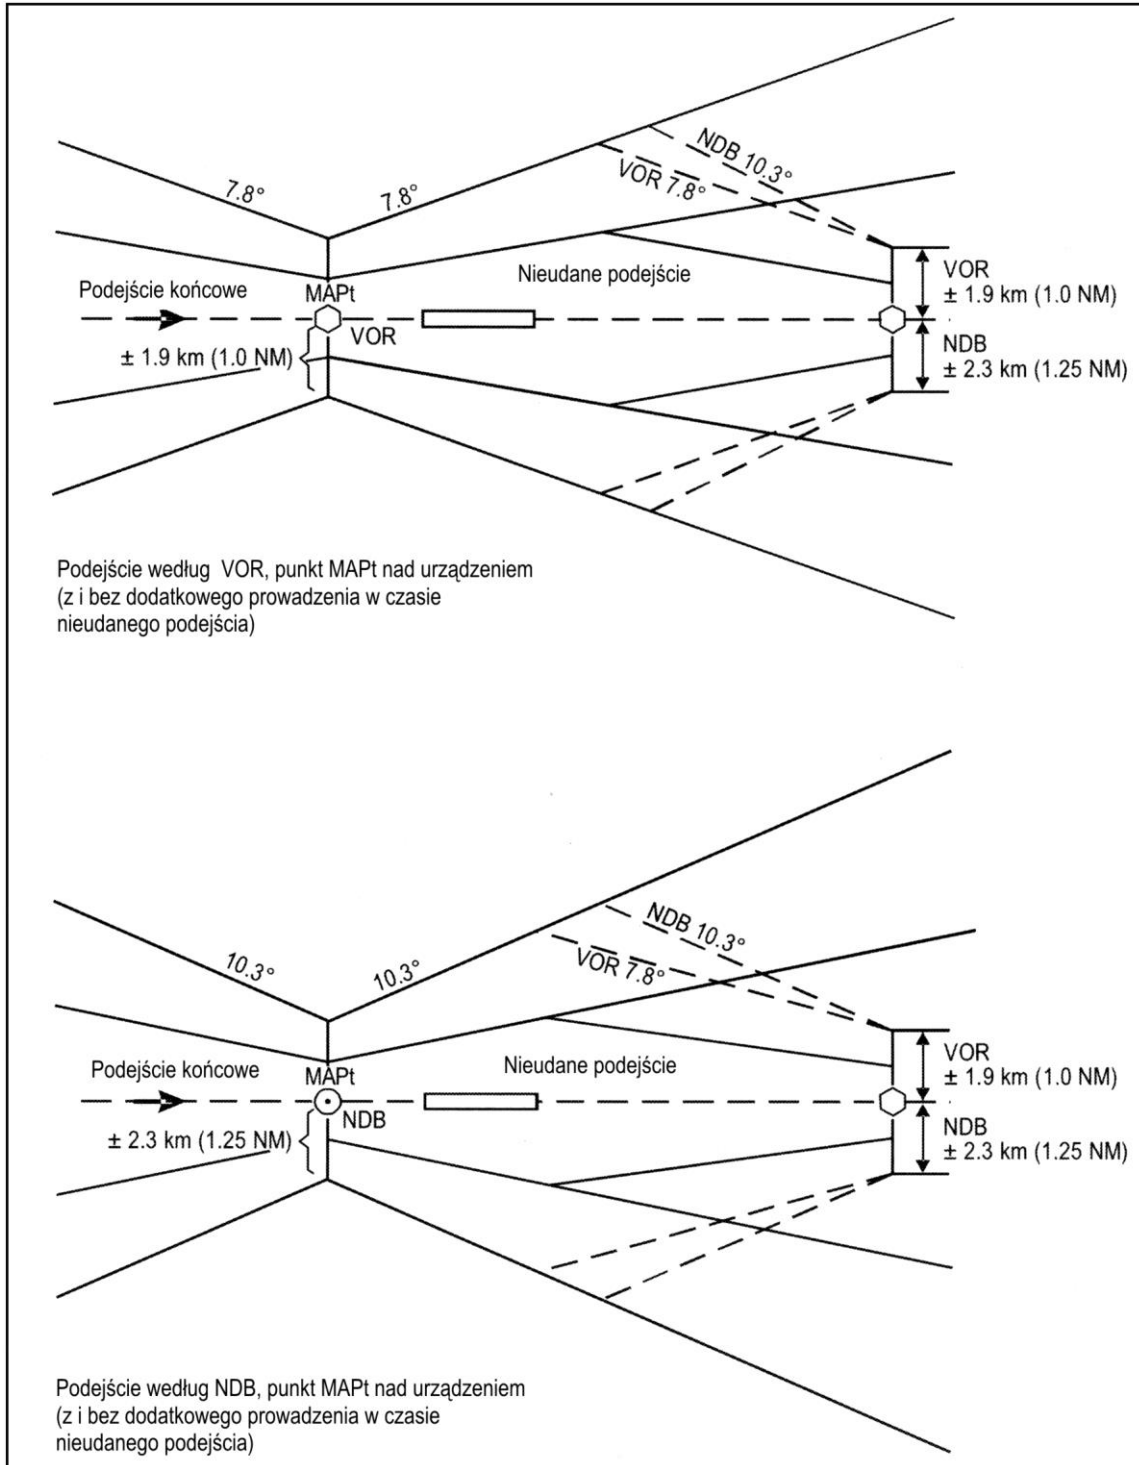 NDB 10.3°
VOR 7.8°
7.8°
7.8°
Podejście końcowe
MAPt
Nieudane podejście
VOR
± 1.9 km (1.0 NM)
VOR
± 1.9 km (1.0 NM)
NDB
± 2.3 km (1.25 NM)
Podejście według VOR, punkt MAPt nad urządzeniem
(z i bez dodatkowego prowadzenia w czasie
nieudanego podejścia)
NDB 10.3°
VOR 7.8°
10.3°
10.3°
Podejście końcowe
MAPt
Nieudane podejście
NDB
± 2.3 km (1.25 NM)
VOR
± 1.9 km (1.0 NM)
NDB
± 2.3 km (1.25 NM)
Podejście według NDB, punkt MAPt nad urządzeniem
(z i bez dodatkowego prowadzenia w czasie
nieudanego podejścia)